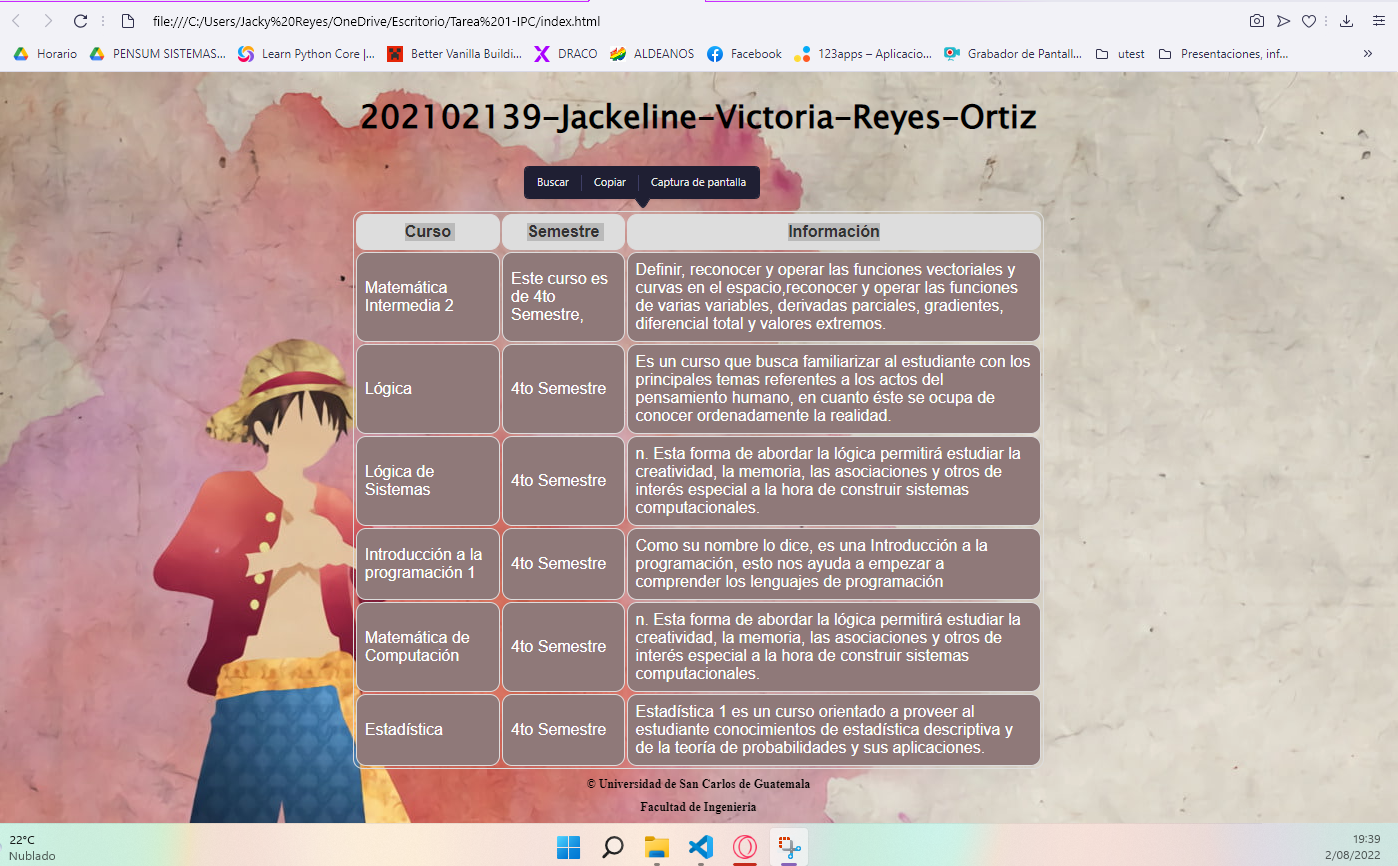 file:///C:/Users/Jacky%20Reyes/OneDrive/Escritorio/Tarea%201-IPC/index.html
Horario PENSUM SISTEMAS... Learn Python Core |... Better Vanilla Buildi... DRACO ALDEANOS Facebook 123apps – Aplicacio... Grabador de Pantall... utest Presentaciones, inf... »
202102139-Jackeline-Victoria-Reyes-Ortiz
Buscar Copiar Captura de pantalla
Curso Semestre Información
Matemática
Intermedia 2
Este curso es
de 4to
Semestre,
Definir, reconocer y operar las funciones vectoriales y
curvas en el espacio,reconocer y operar las funciones
de varias variables, derivadas parciales, gradientes,
diferencial total y valores extremos.
Lógica
4to Semestre
Es un curso que busca familiarizar al estudiante con los
principales temas referentes a los actos del
pensamiento humano, en cuanto éste se ocupa de
conocer ordenadamente la realidad.
Lógica de
Sistemas
4to Semestre
n. Esta forma de abordar la lógica permitirá estudiar la
creatividad, la memoria, las asociaciones y otros de
interés especial a la hora de construir sistemas
computacionales.
Introducción a la
programación 1
4to Semestre
Como su nombre lo dice, es una Introducción a la
programación, esto nos ayuda a empezar a
comprender los lenguajes de programación
Matemática de
Computación
4to Semestre
n. Esta forma de abordar la lógica permitirá estudiar la
creatividad, la memoria, las asociaciones y otros de
interés especial a la hora de construir sistemas
computacionales.
Estadística
4to Semestre
Estadística 1 es un curso orientado a proveer al
estudiante conocimientos de estadística descriptiva y
de la teoría de probabilidades y sus aplicaciones.
© Universidad de San Carlos de Guatemala
Facultad de Ingenieria
22°C
Nublado
19:39
2/08/2022